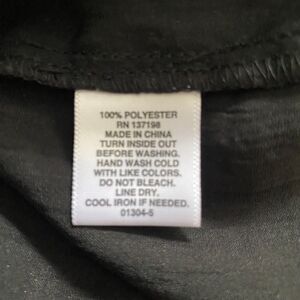 100% POLYESTER
RN 137198
MADE IN CHINA
TURN INSIDE OUT
BEFORE WASHING.
HAND WASH COLD
WITH LIKE COLORS.
DO NOT BLEACH.
LINE DRY.
COOL IRON IF NEEDED.
01304-5